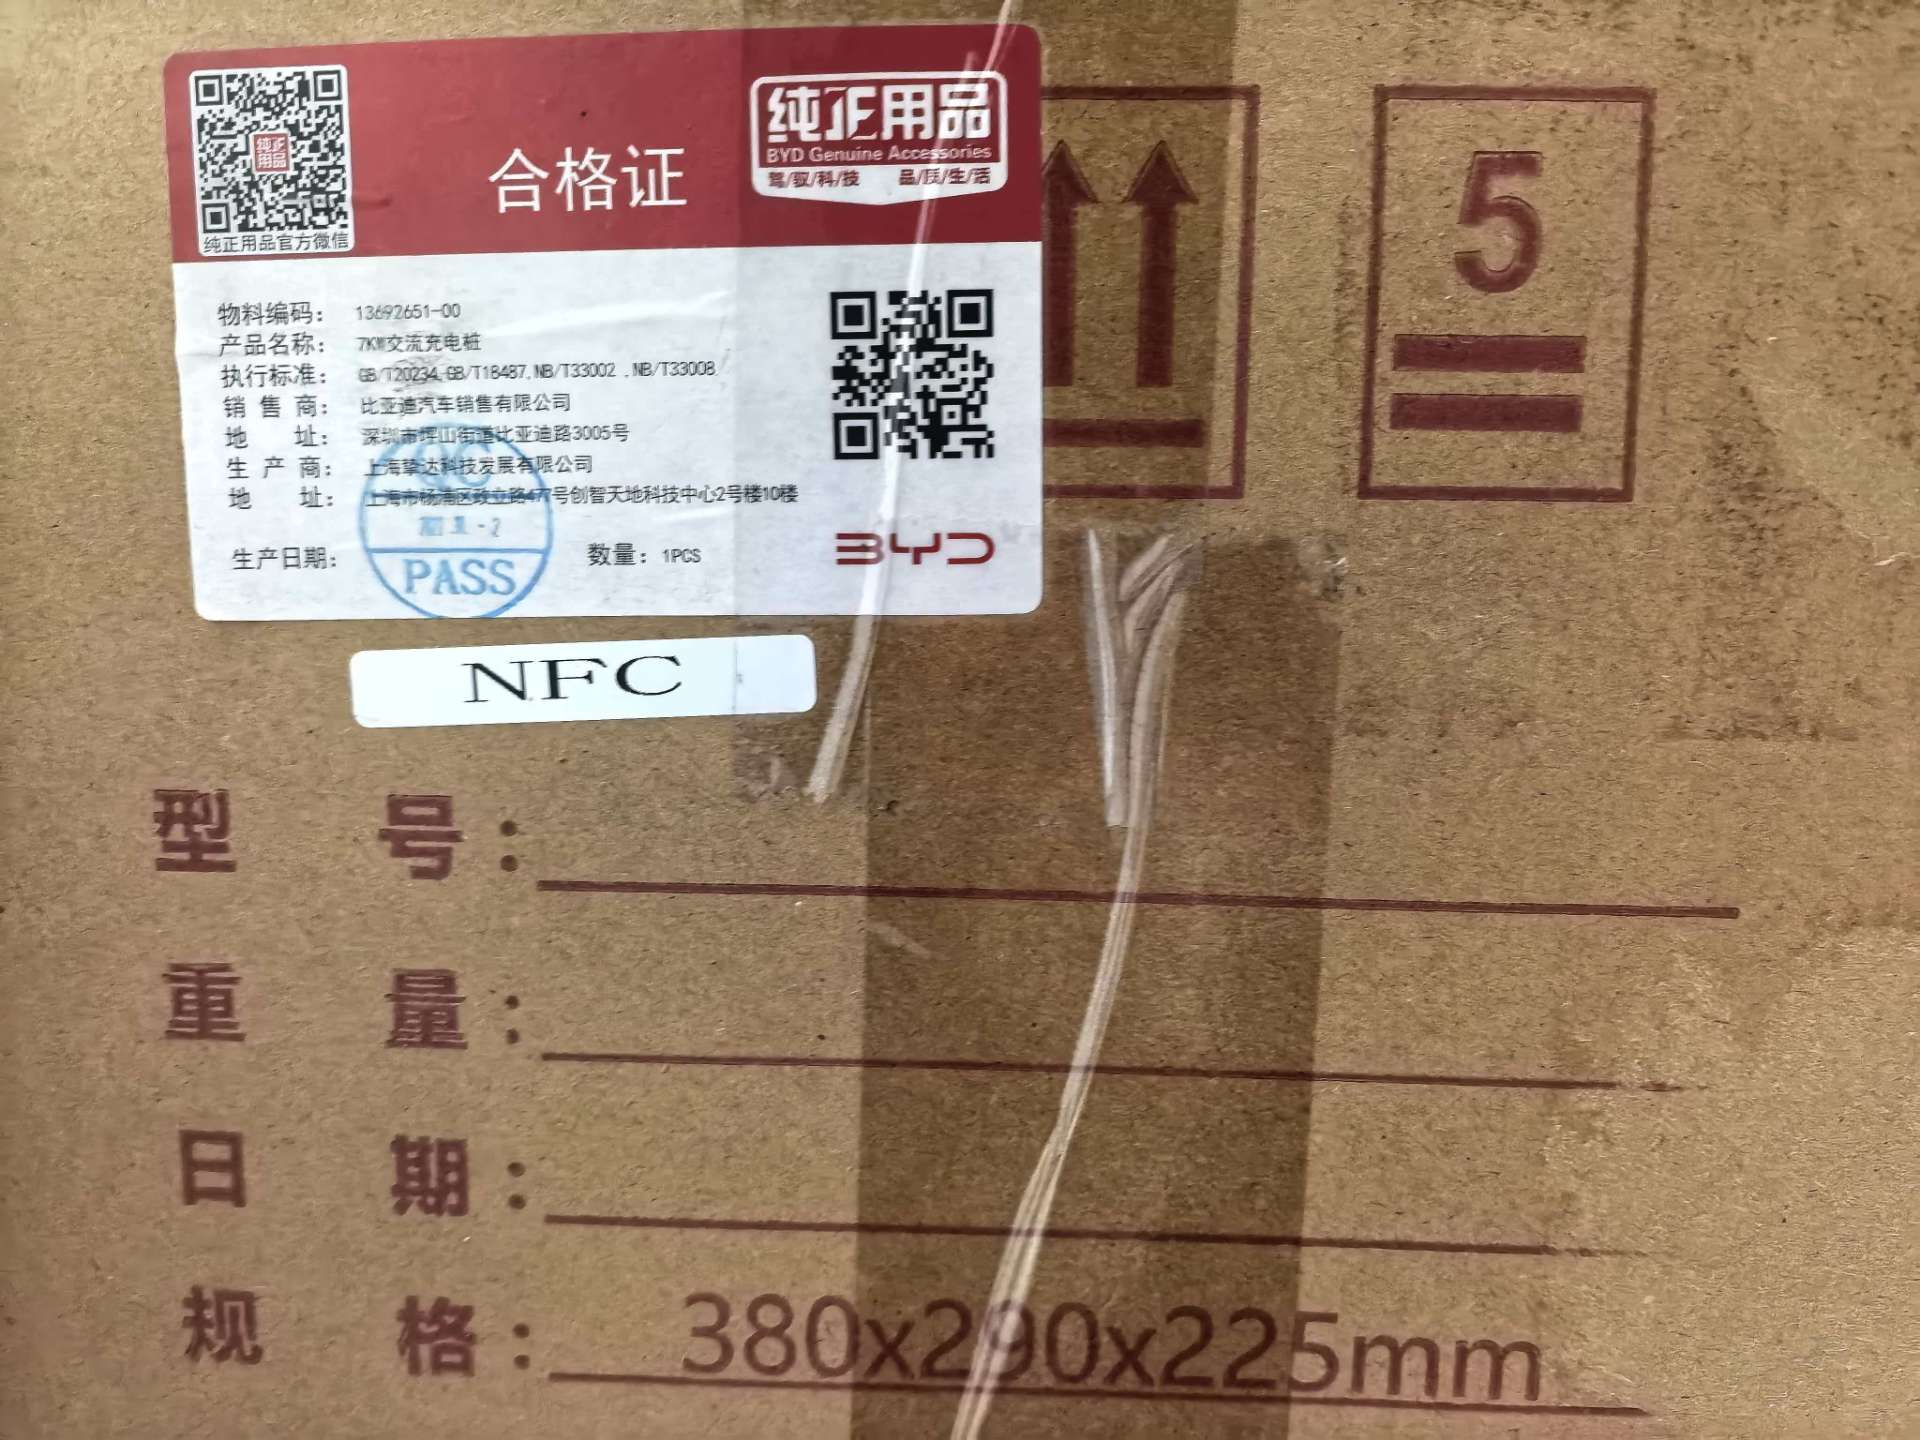 纯正用品
纯正用品官方微信
合格证
纯正用品
BYD Genuine Accessories
驾/驭/科/技 品/质/生/活
物料编码: 13692651-00
产品名称: 7KW交流充电桩
执行标准: GB/T20234,GB/T18487,NB/T33002 ,NB/T33008
销售商: 比亚迪汽车销售有限公司
地址: 深圳市坪山街道比亚迪路3005号
生产商: 上海挚达科技发展有限公司
地址: 上海市杨浦区政立路477号创智天地科技中心2号楼10楼
生产日期:
QC
PASS
数量: 1PCS
BYD
5
NFC
型号:
重量:
日期:
规格: 380x290x225mm